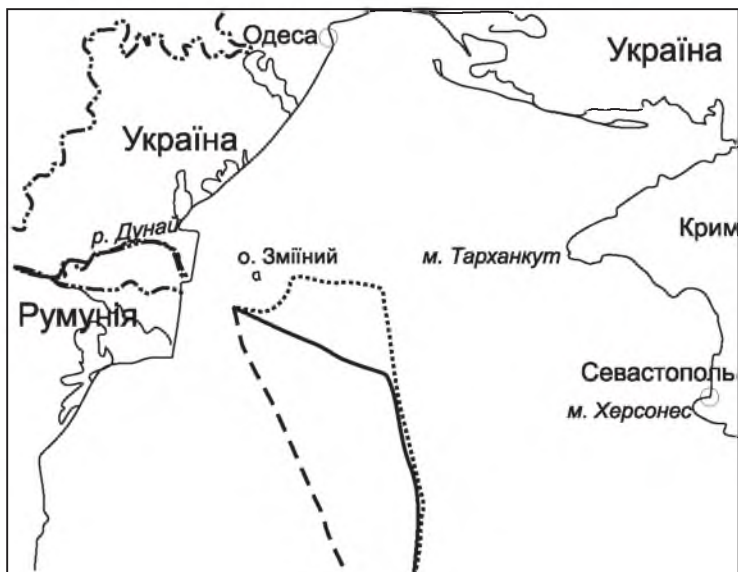 Одеса
Україна
Україна
р. Дунай
о. Зміїний
м. Тарханкут
Крим
Румунія
Севастополь
м. Херсонес